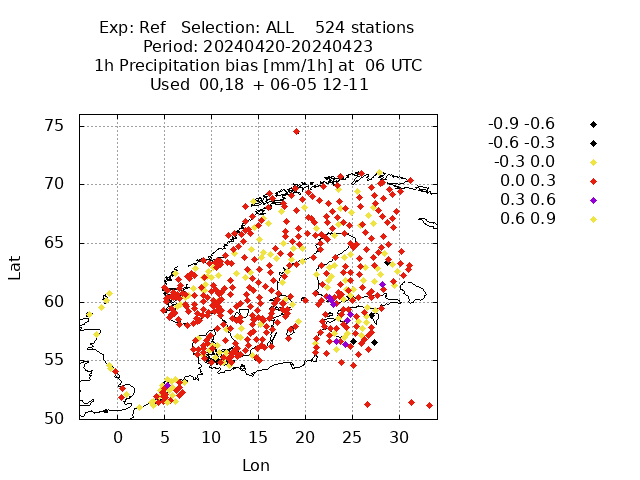 Exp: Ref Selection: ALL 524 stations
Period: 20240420-20240423
1h Precipitation bias [mm/1h] at 06 UTC
Used 00,18 + 06-05 12-11
75
70
65
60
55
50
Lat
0 5 10 15 20 25 30
Lon
-0.9 -0.6
-0.6 -0.3
-0.3 0.0
0.0 0.3
0.3 0.6
0.6 0.9